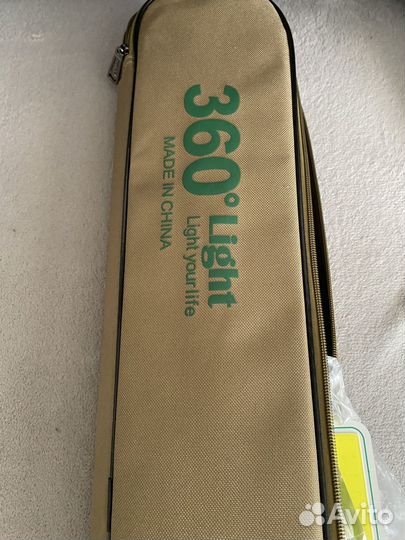 360° Light
Light your life
MADE IN CHINA
Avito